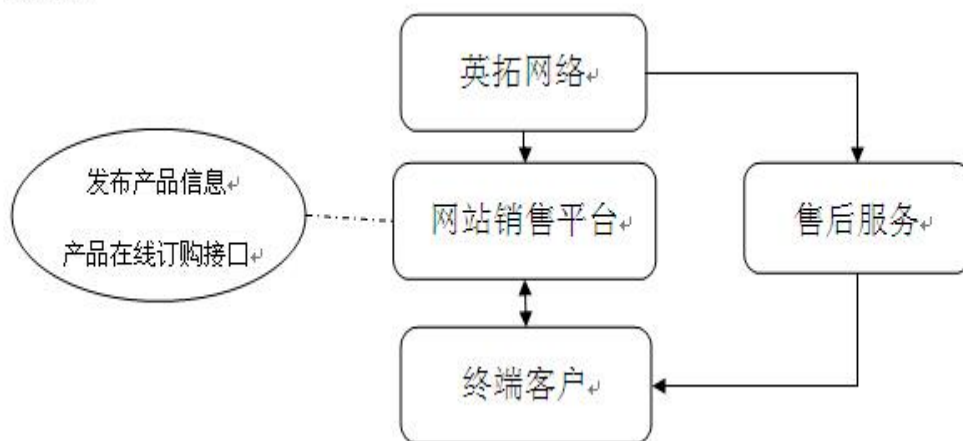 英拓网络
发布产品信息
产品在线订购接口
网站销售平台
售后服务
终端客户